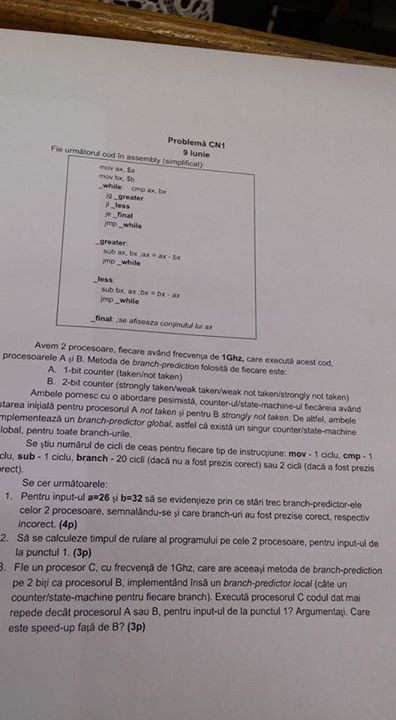 Problemă CN1
9 iunie
Fie următorul cod în assembly (simplificat):
mov ax, $a
mov bx, $b
_while: cmp ax, bx
jg _greater
jl _less
je _final
jmp _while
_greater:
sub ax, bx ;ax = ax - bx
jmp _while
_less:
sub bx, ax ;bx = bx - ax
jmp _while
_final: ;se afiseaza conținutul lui ax
Avem 2 procesoare, fiecare având frecvența de 1Ghz, care execută acest cod,
procesoarele A și B. Metoda de branch-prediction folosită de fiecare este:
A. 1-bit counter (taken/not taken)
B. 2-bit counter (strongly taken/weak taken/weak not taken/strongly not taken)
Ambele pornesc cu o abordare pesimistă, counter-ul/state-machine-ul fiecăreia având
starea inițială pentru procesorul A not taken și pentru B strongly not taken. De altfel, ambele
mplementează un branch-predictor global, astfel că există un singur counter/state-machine
lobal, pentru toate branch-urile.
Se știu numărul de cicli de ceas pentru fiecare tip de instrucțiune: mov - 1 ciclu, cmp - 1
clu, sub - 1 ciclu, branch - 20 cicli (dacă nu a fost prezis corect) sau 2 cicli (dacă a fost prezis
rect).
Se cer următoarele:
1. Pentru input-ul a=26 și b=32 să se evidențieze prin ce stări trec branch-predictor-ele
celor 2 procesoare, semnalându-se și care branch-uri au fost prezise corect, respectiv
incorect. (4p)
2. Să se calculeze timpul de rulare al programului pe cele 2 procesoare, pentru input-ul de
la punctul 1. (3p)
3. Fie un procesor C, cu frecvență de 1Ghz, care are aceeași metoda de branch-prediction
pe 2 biți ca procesorul B, implementând însă un branch-predictor local (câte un
counter/state-machine pentru fiecare branch). Execută procesorul C codul dat mai
repede decât procesorul A sau B, pentru input-ul de la punctul 1? Argumentați. Care
este speed-up față de B? (3p)